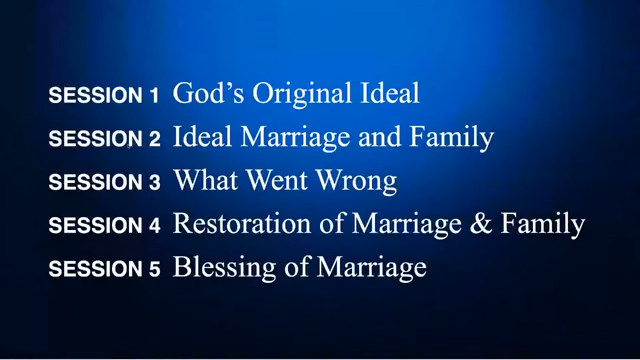 SESSION 1 God's Original Ideal
SESSION 2 Ideal Marriage and Family
SESSION 3 What Went Wrong
SESSION 4 Restoration of Marriage & Family
SESSION 5 Blessing of Marriage